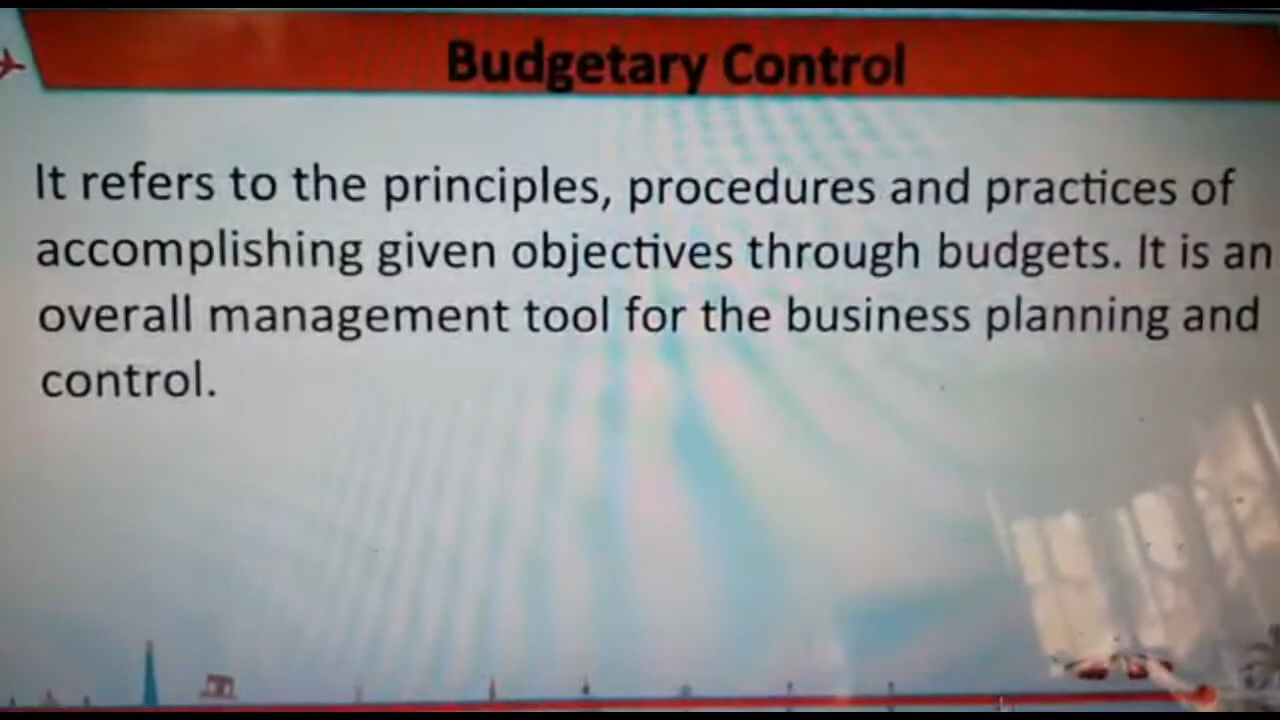 Budgetary Control
It refers to the principles, procedures and practices of
accomplishing given objectives through budgets. It is an
overall management tool for the business planning and
control.